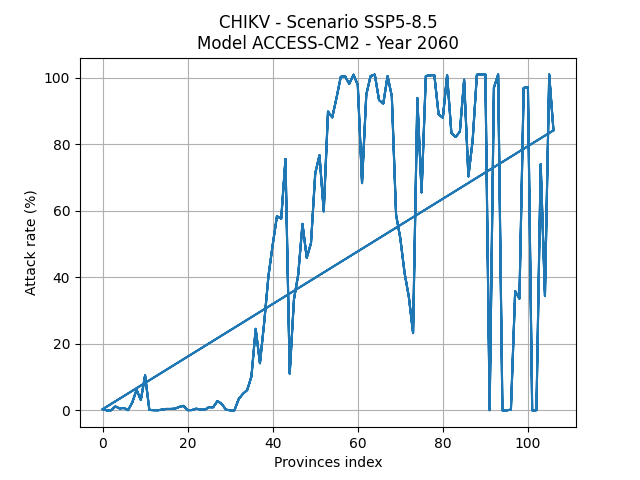 CHIKV - Scenario SSP5-8.5
Model ACCESS-CM2 - Year 2060
100
80
60
40
20
0
Attack rate (%)
0 20 40 60 80 100
Provinces index